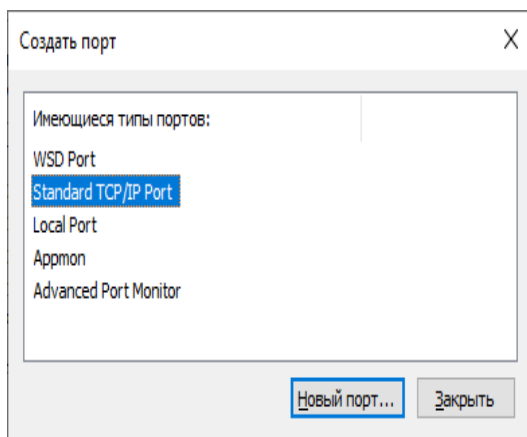 Создать порт
Имеющиеся типы портов:
WSD Port
Standard TCP/IP Port
Local Port
Appmon
Advanced Port Monitor
Новый порт... Закрыть